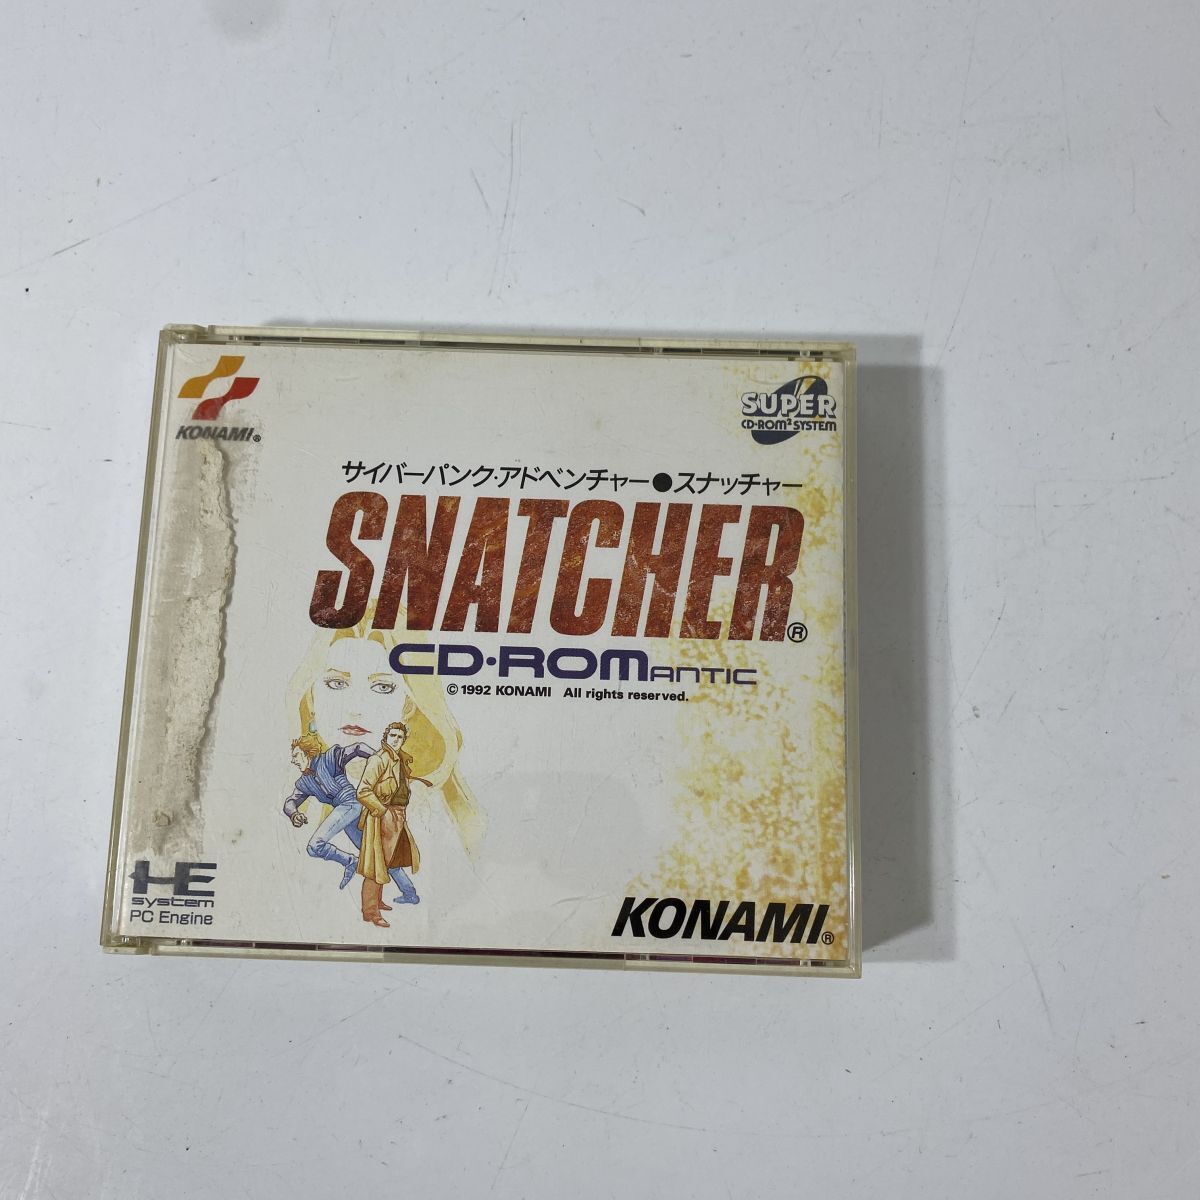 KONAMI®
SUPER
CD-ROM² SYSTEM
サイバーパンク・アドベンチャー●スナッチャー
SNATCHER®
CD・ROMANTIC
© 1992 KONAMI All rights reserved.
HE
system
PC Engine
KONAMI®